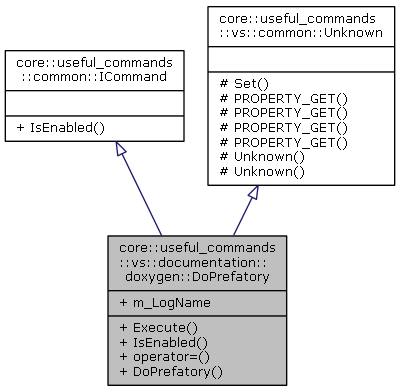 core::useful_commands
::common::ICommand
+ IsEnabled()
core::useful_commands
::vs::common::Unknown
# Set()
# PROPERTY_GET()
# PROPERTY_GET()
# PROPERTY_GET()
# PROPERTY_GET()
# Unknown()
# Unknown()
core::useful_commands
::vs::documentation::
doxygen::DoPrefatory
+ m_LogName
+ Execute()
+ IsEnabled()
+ operator=()
+ DoPrefatory()